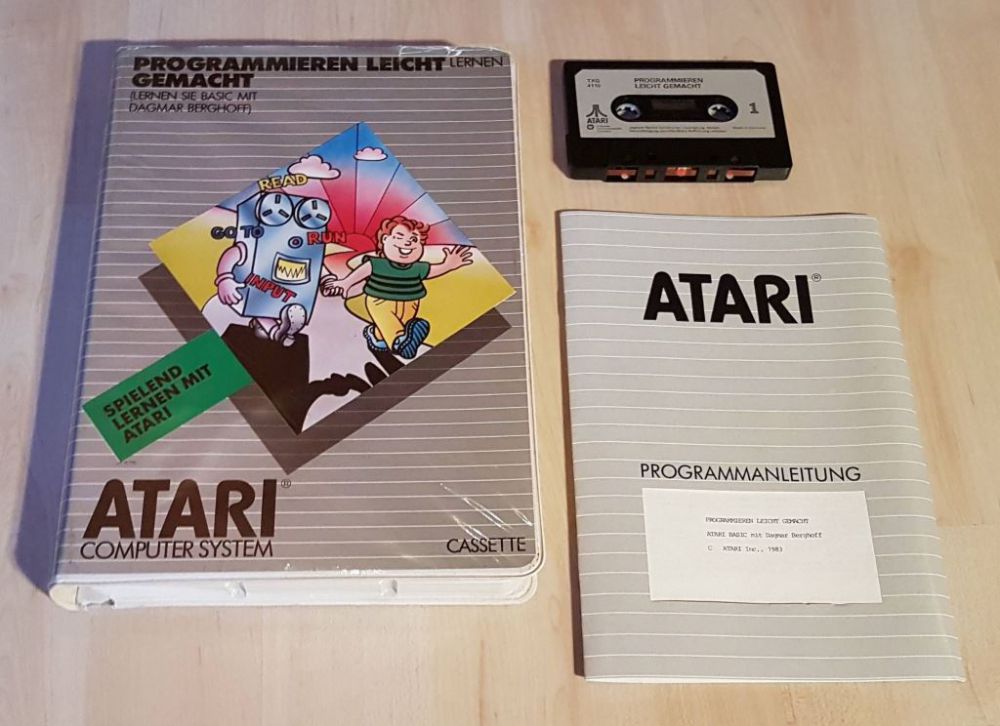 PROGRAMMIEREN LEICHT LERNEN
GEMACHT
(LERNEN SIE BASIC MIT
DAGMAR BERGHOFF)
READ
GO TO
RUN
INPUT
SPIELEND
LERNEN MIT
ATARI
ATARI®
COMPUTER SYSTEM
CASSETTE
TXG
4110
PROGRAMMIEREN
LEICHT GEMACHT
1
ATARI
ATARI®
PROGRAMMANLEITUNG
PROGRAMMIEREN LEICHT GEMACHT
ATARI BASIC mit Dagmar Berghoff
C ATARI Inc., 1983